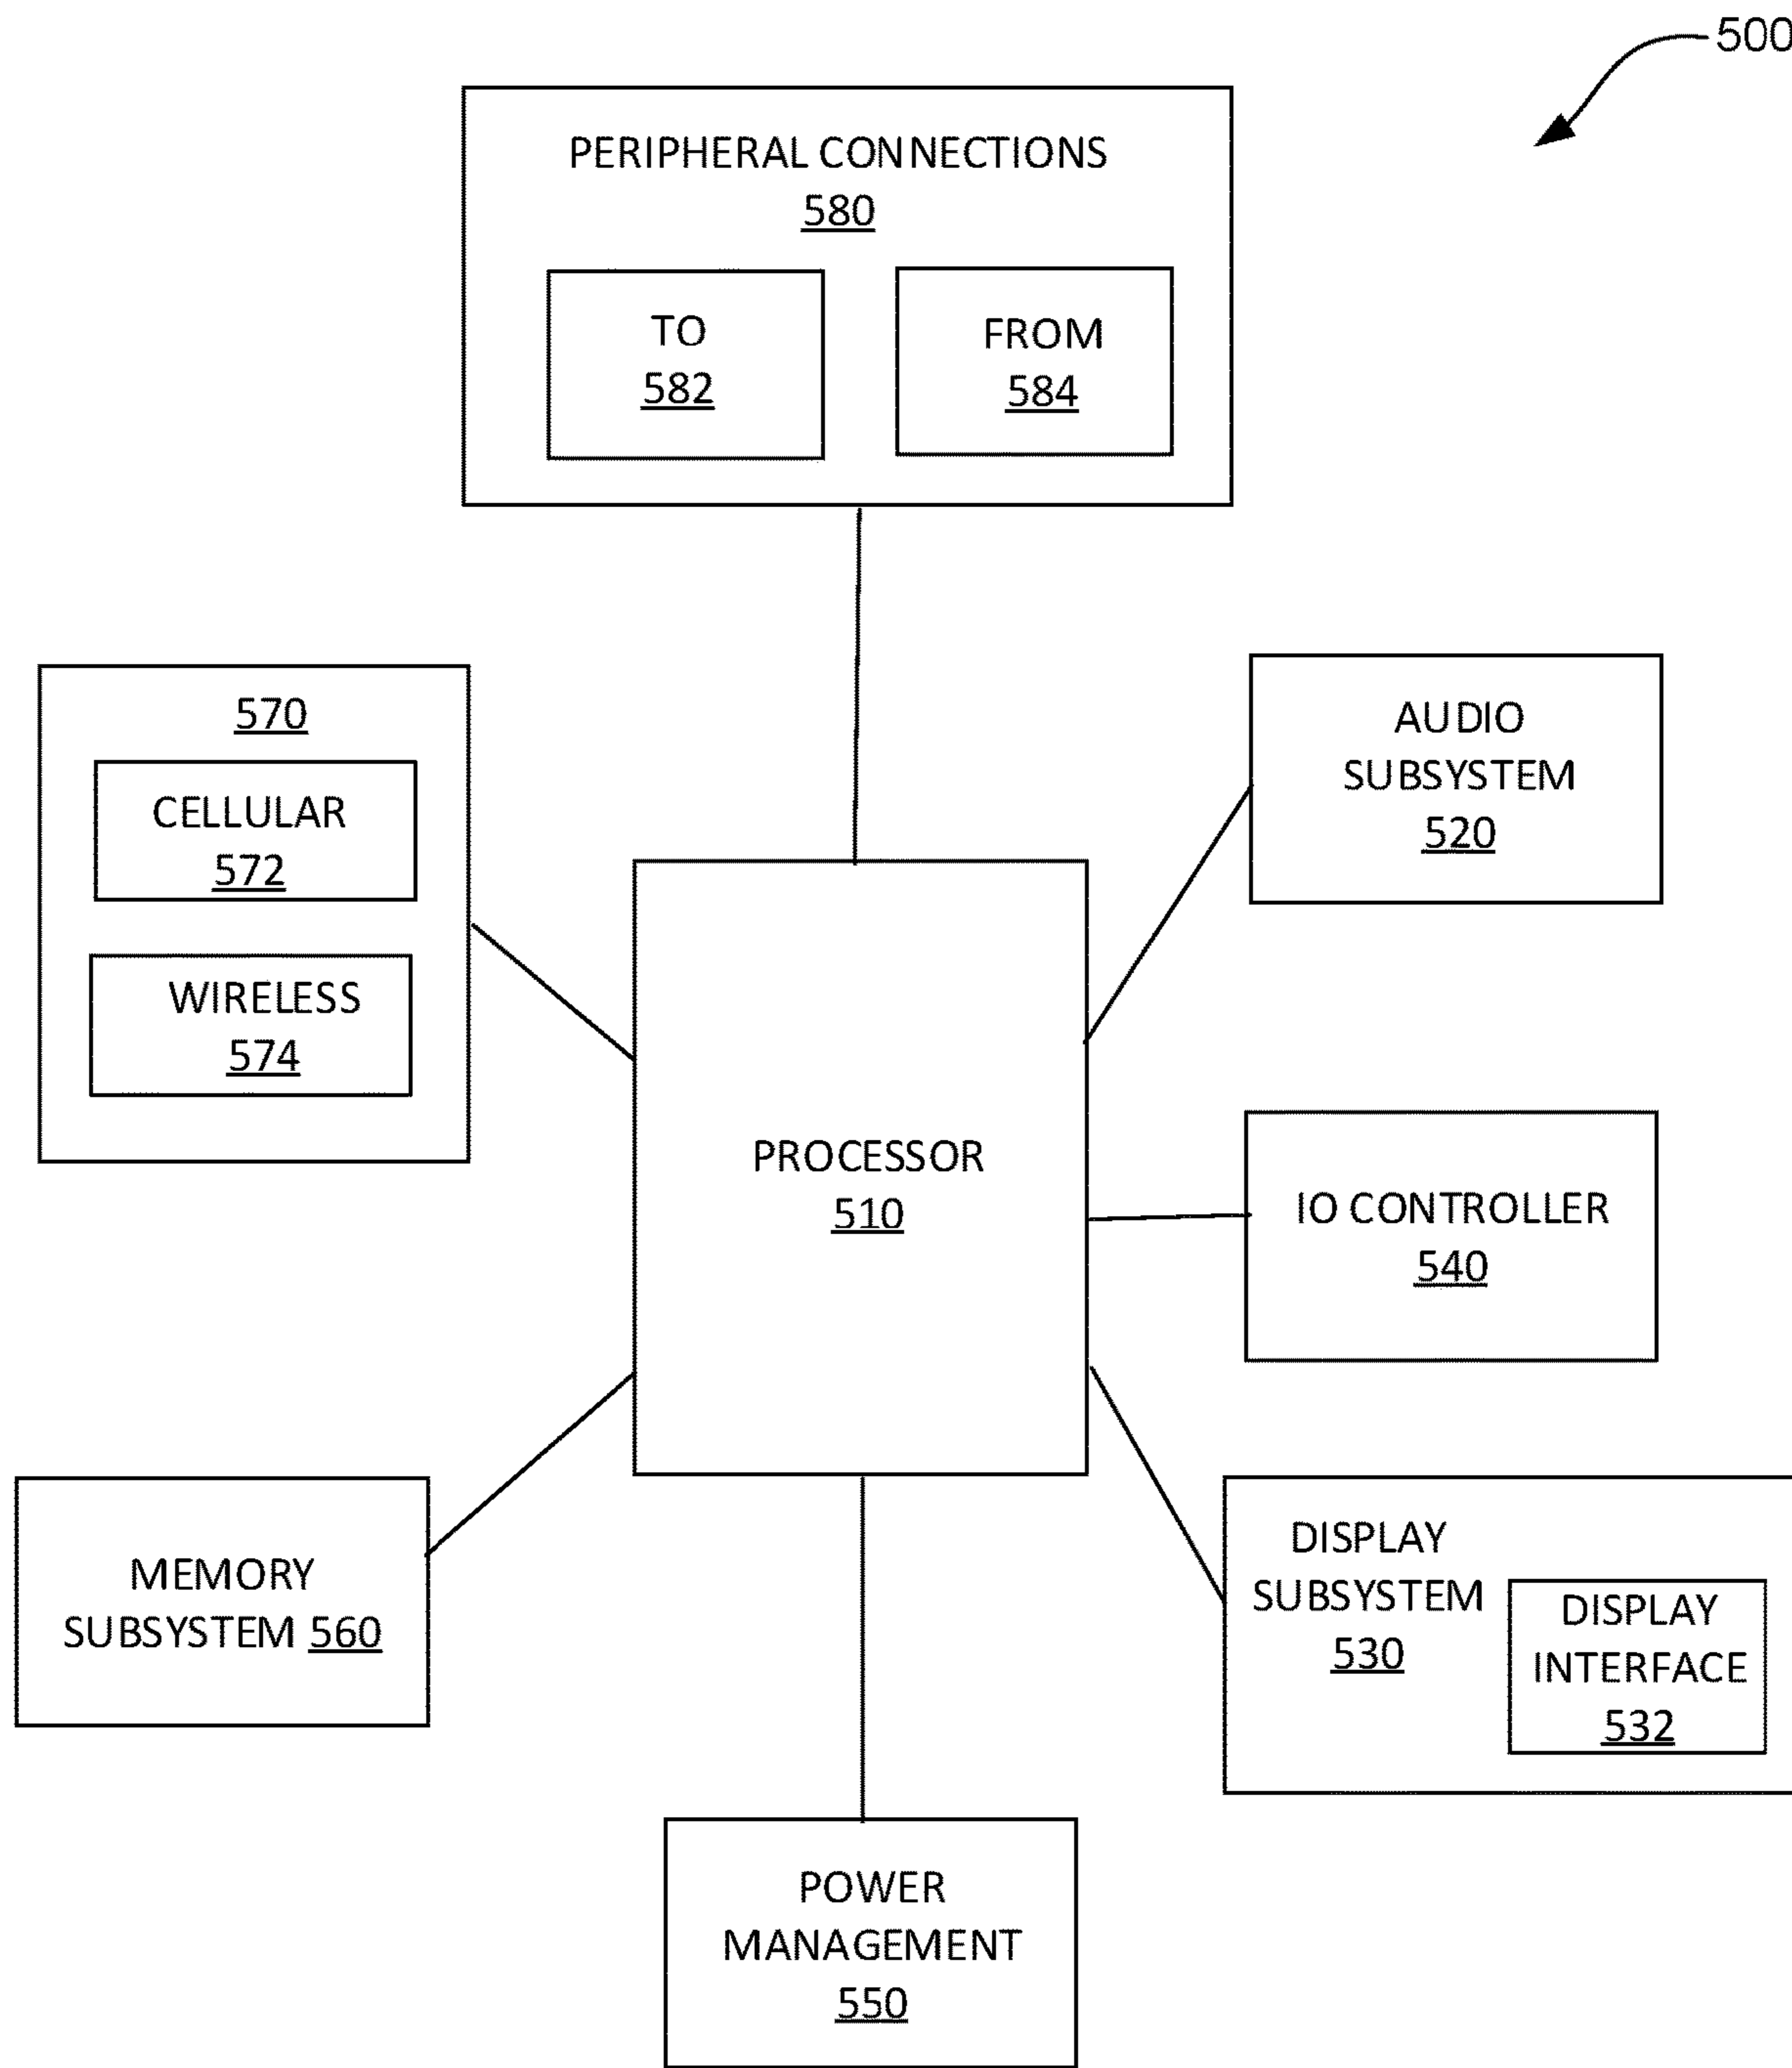 500
PERIPHERAL CONNECTIONS
580
TO
582
FROM
584
570
CELLULAR
572
WIRELESS
574
AUDIO
SUBSYSTEM
520
PROCESSOR
510
IO CONTROLLER
540
MEMORY
SUBSYSTEM 560
DISPLAY
SUBSYSTEM
530
DISPLAY
INTERFACE
532
POWER
MANAGEMENT
550